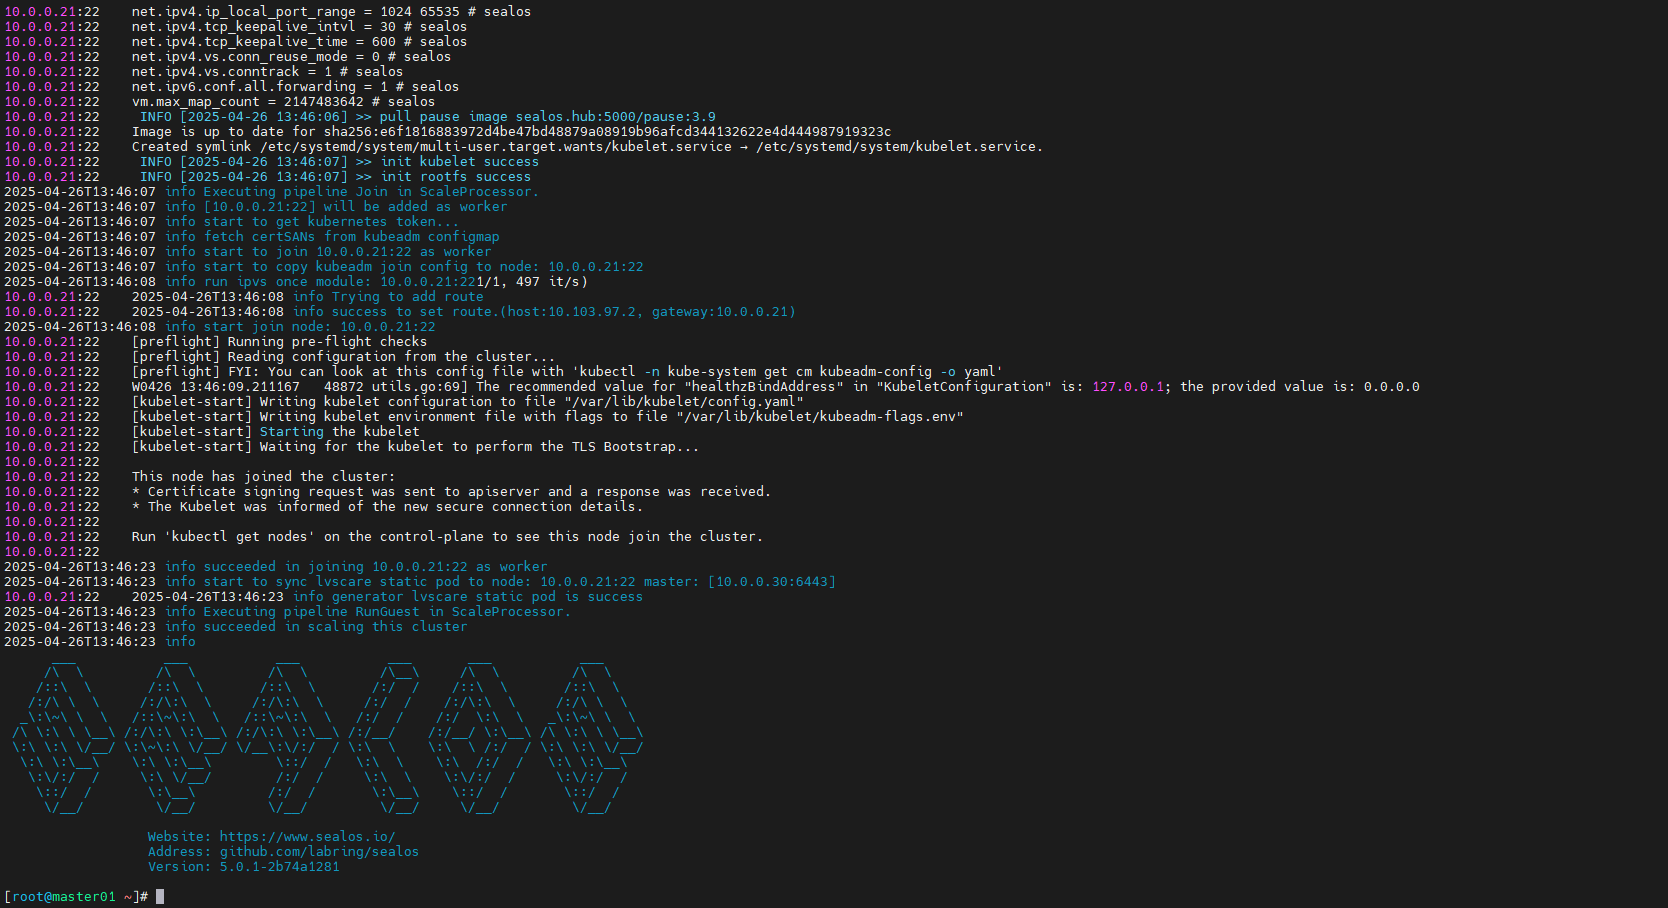 10.0.0.21:22    net.ipv4.ip_local_port_range = 1024 65535 # sealos
10.0.0.21:22    net.ipv4.tcp_keepalive_intvl = 30 # sealos
10.0.0.21:22    net.ipv4.tcp_keepalive_time = 600 # sealos
10.0.0.21:22    net.ipv4.vs.conn_reuse_mode = 0 # sealos
10.0.0.21:22    net.ipv4.vs.conntrack = 1 # sealos
10.0.0.21:22    net.ipv6.conf.all.forwarding = 1 # sealos
10.0.0.21:22    vm.max_map_count = 2147483642 # sealos
10.0.0.21:22     INFO [2025-04-26 13:46:06] >> pull pause image sealos.hub:5000/pause:3.9
10.0.0.21:22    Image is up to date for sha256:e6f1816883972d4be47bd48879a08919b96afcd344132622e4d444987919323c
10.0.0.21:22    Created symlink /etc/systemd/system/multi-user.target.wants/kubelet.service → /etc/systemd/system/kubelet.service.
10.0.0.21:22     INFO [2025-04-26 13:46:07] >> init kubelet success
10.0.0.21:22     INFO [2025-04-26 13:46:07] >> init rootfs success
2025-04-26T13:46:07 info Executing pipeline Join in ScaleProcessor.
2025-04-26T13:46:07 info [10.0.0.21:22] will be added as worker
2025-04-26T13:46:07 info start to get kubernetes token...
2025-04-26T13:46:07 info fetch certSANs from kubeadm configmap
2025-04-26T13:46:07 info start to join 10.0.0.21:22 as worker
2025-04-26T13:46:07 info start to copy kubeadm join config to node: 10.0.0.21:22
2025-04-26T13:46:08 info run ipvs once module: 10.0.0.21:221/1, 497 it/s)
10.0.0.21:22    2025-04-26T13:46:08 info Trying to add route
10.0.0.21:22    2025-04-26T13:46:08 info success to set route.(host:10.103.97.2, gateway:10.0.0.21)
2025-04-26T13:46:08 info start join node: 10.0.0.21:22
10.0.0.21:22    [preflight] Running pre-flight checks
10.0.0.21:22    [preflight] Reading configuration from the cluster...
10.0.0.21:22    [preflight] FYI: You can look at this config file with 'kubectl -n kube-system get cm kubeadm-config -o yaml'
10.0.0.21:22    W0426 13:46:09.211167   48872 utils.go:69] The recommended value for "healthzBindAddress" in "KubeletConfiguration" is: 127.0.0.1; the provided value is: 0.0.0.0
10.0.0.21:22    [kubelet-start] Writing kubelet configuration to file "/var/lib/kubelet/config.yaml"
10.0.0.21:22    [kubelet-start] Writing kubelet environment file with flags to file "/var/lib/kubelet/kubeadm-flags.env"
10.0.0.21:22    [kubelet-start] Starting the kubelet
10.0.0.21:22    [kubelet-start] Waiting for the kubelet to perform the TLS Bootstrap...
10.0.0.21:22
10.0.0.21:22    This node has joined the cluster:
10.0.0.21:22    * Certificate signing request was sent to apiserver and a response was received.
10.0.0.21:22    * The Kubelet was informed of the new secure connection details.
10.0.0.21:22
10.0.0.21:22    Run 'kubectl get nodes' on the control-plane to see this node join the cluster.
10.0.0.21:22
2025-04-26T13:46:23 info succeeded in joining 10.0.0.21:22 as worker
2025-04-26T13:46:23 info start to sync lvscare static pod to node: 10.0.0.21:22 master: [10.0.0.30:6443]
10.0.0.21:22    2025-04-26T13:46:23 info generator lvscare static pod is success
2025-04-26T13:46:23 info Executing pipeline RunGuest in ScaleProcessor.
2025-04-26T13:46:23 info succeeded in scaling this cluster
2025-04-26T13:46:23 info
Website: https://www.sealos.io/
Address: github.com/labring/sealos
Version: 5.0.1-2b74a1281
[root@master01 ~]#